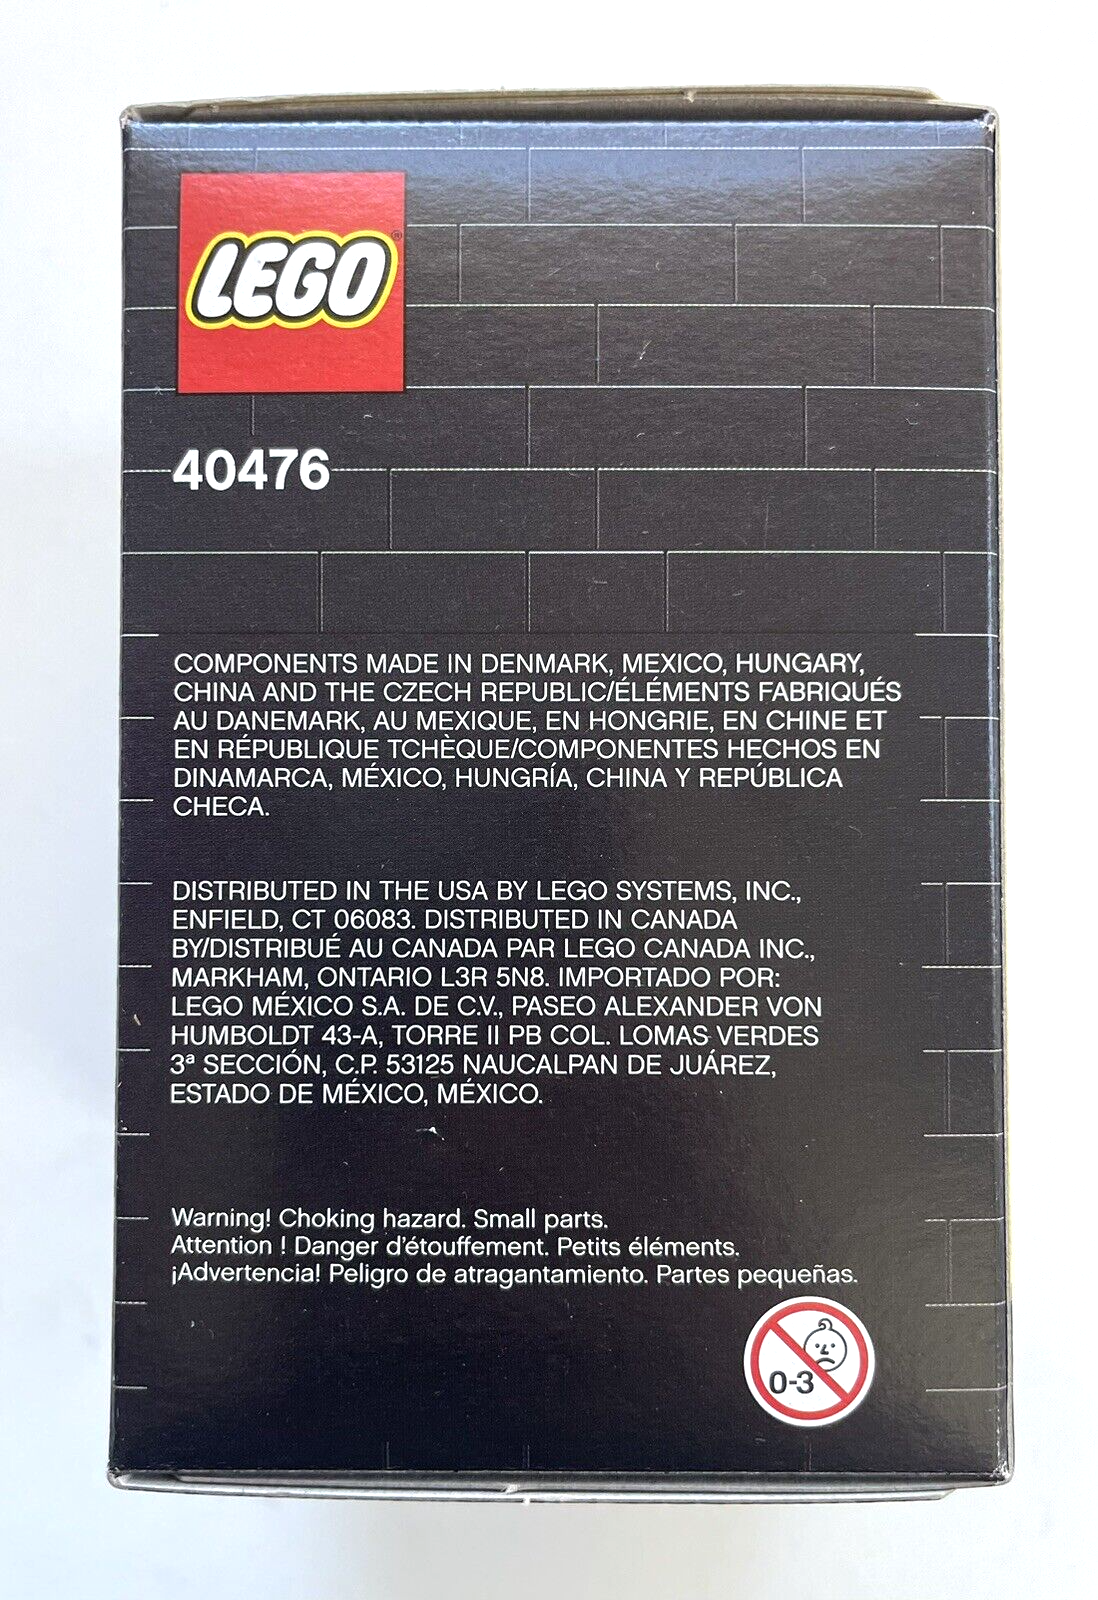 LEGO®
40476
COMPONENTS MADE IN DENMARK, MEXICO, HUNGARY,
CHINA AND THE CZECH REPUBLIC/ÉLÉMENTS FABRIQUÉS
AU DANEMARK, AU MEXIQUE, EN HONGRIE, EN CHINE ET
EN RÉPUBLIQUE TCHÈQUE/COMPONENTES HECHOS EN
DINAMARCA, MÉXICO, HUNGRÍA, CHINA Y REPÚBLICA
CHECA.
DISTRIBUTED IN THE USA BY LEGO SYSTEMS, INC.,
ENFIELD, CT 06083. DISTRIBUTED IN CANADA
BY/DISTRIBUÉ AU CANADA PAR LEGO CANADA INC.,
MARKHAM, ONTARIO L3R 5N8. IMPORTADO POR:
LEGO MÉXICO S.A. DE C.V., PASEO ALEXANDER VON
HUMBOLDT 43-A, TORRE II PB COL. LOMAS VERDES
3ª SECCIÓN, C.P. 53125 NAUCALPAN DE JUÁREZ,
ESTADO DE MÉXICO, MÉXICO.
Warning! Choking hazard. Small parts.
Attention ! Danger d'étouffement. Petits éléments.
¡Advertencia! Peligro de atragantamiento. Partes pequeñas.
0-3